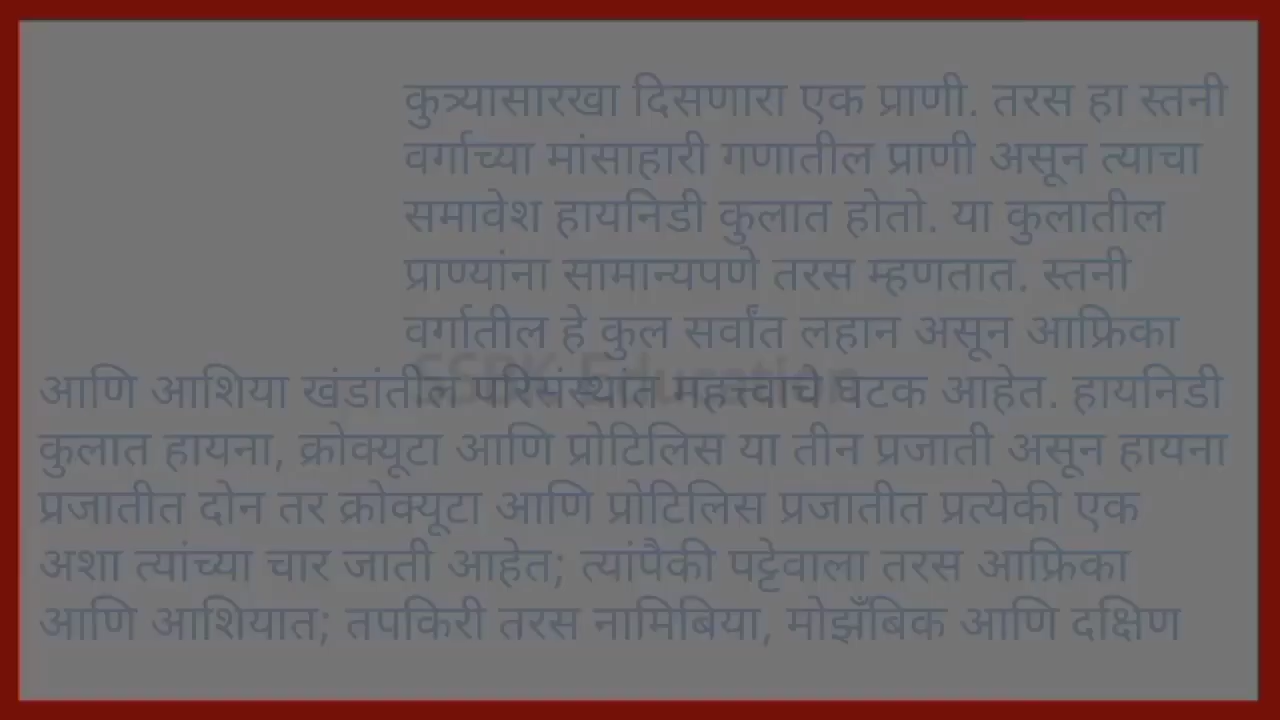 कुत्र्यासारखा दिसणारा एक प्राणी. तरस हा स्तनी
वर्गाच्या मांसाहारी गणातील प्राणी असून त्याचा
समावेश हायनिडी कुलात होतो. या कुलातील
प्राण्यांना सामान्यपणे तरस म्हणतात. स्तनी
वर्गातील हे कुल सर्वांत लहान असून आफ्रिका
आणि आशिया खंडांतील परिसंस्थांत महत्त्वाचे घटक आहेत. हायनिडी
SSBK Education
कुलात हायना, क्रोक्यूटा आणि प्रोटिलिस या तीन प्रजाती असून हायना
प्रजातीत दोन तर क्रोक्यूटा आणि प्रोटिलिस प्रजातीत प्रत्येकी एक
अशा त्यांच्या चार जाती आहेत; त्यांपैकी पट्टेवाला तरस आफ्रिका
आणि आशियात; तपकिरी तरस नामिबिया, मोझँबिक आणि दक्षिण